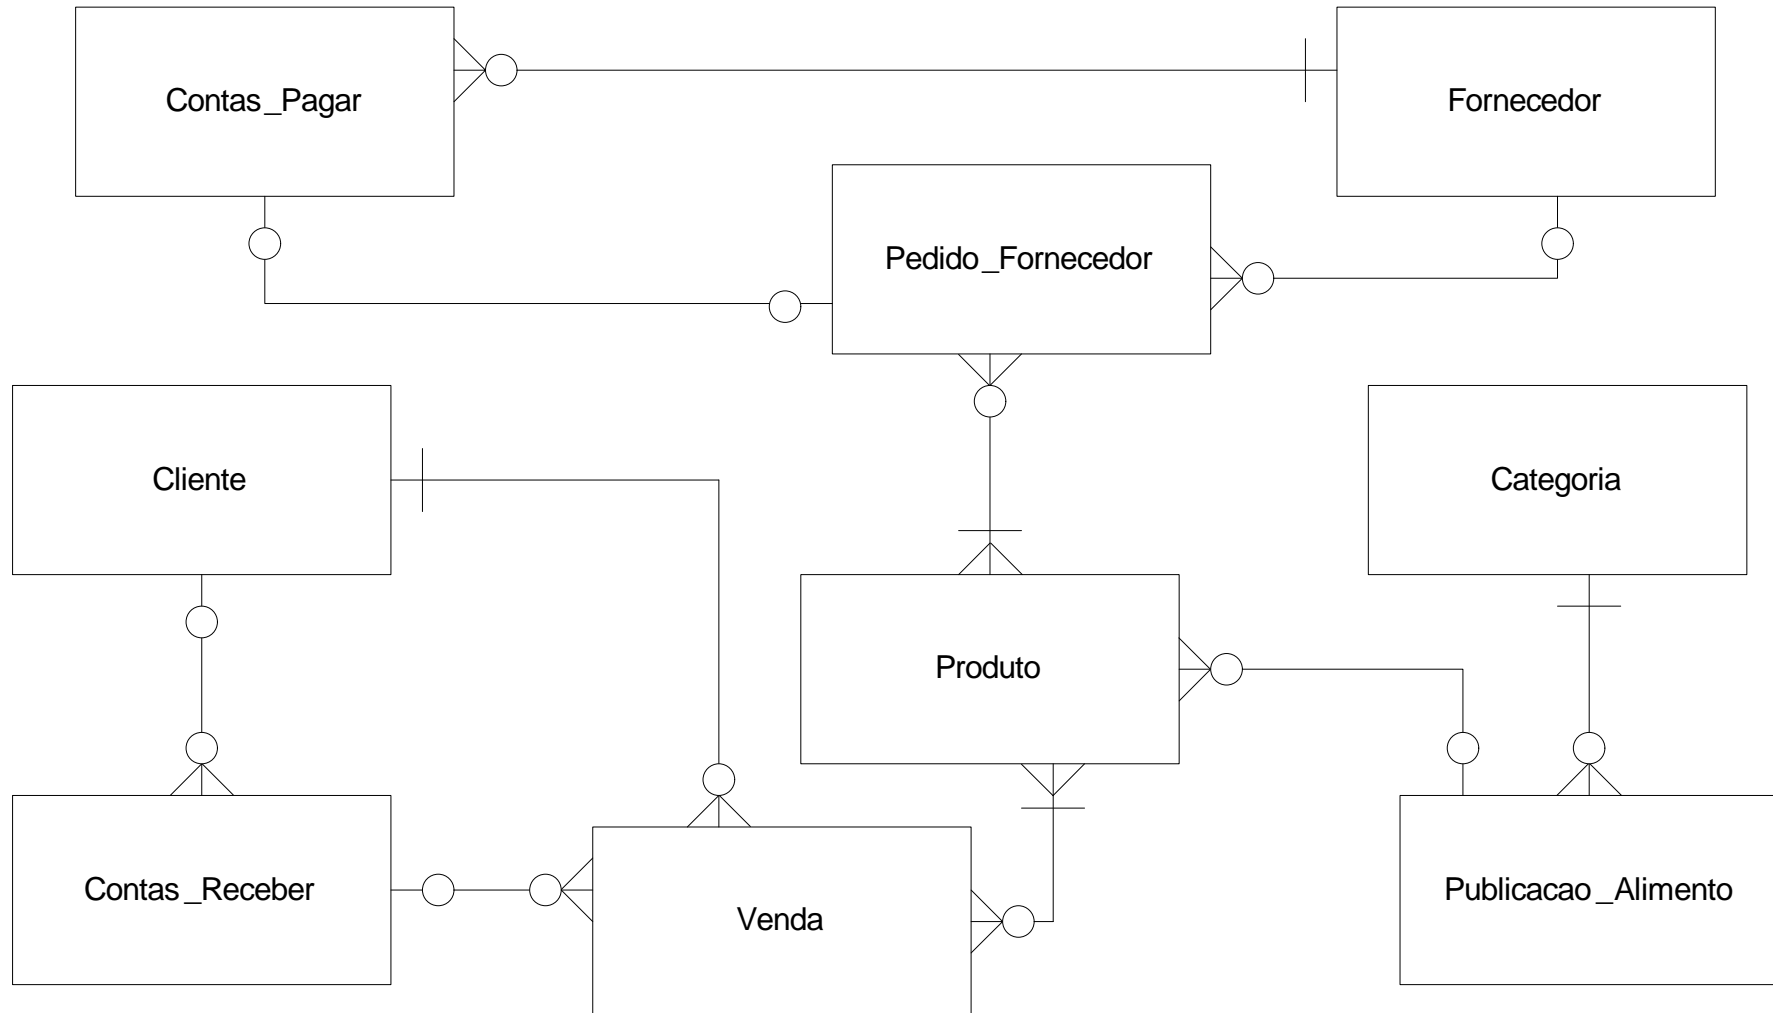 Contas_Pagar
Fornecedor
Pedido_Fornecedor
Cliente
Categoria
Produto
Contas_Receber
Venda
Publicacao_Alimento